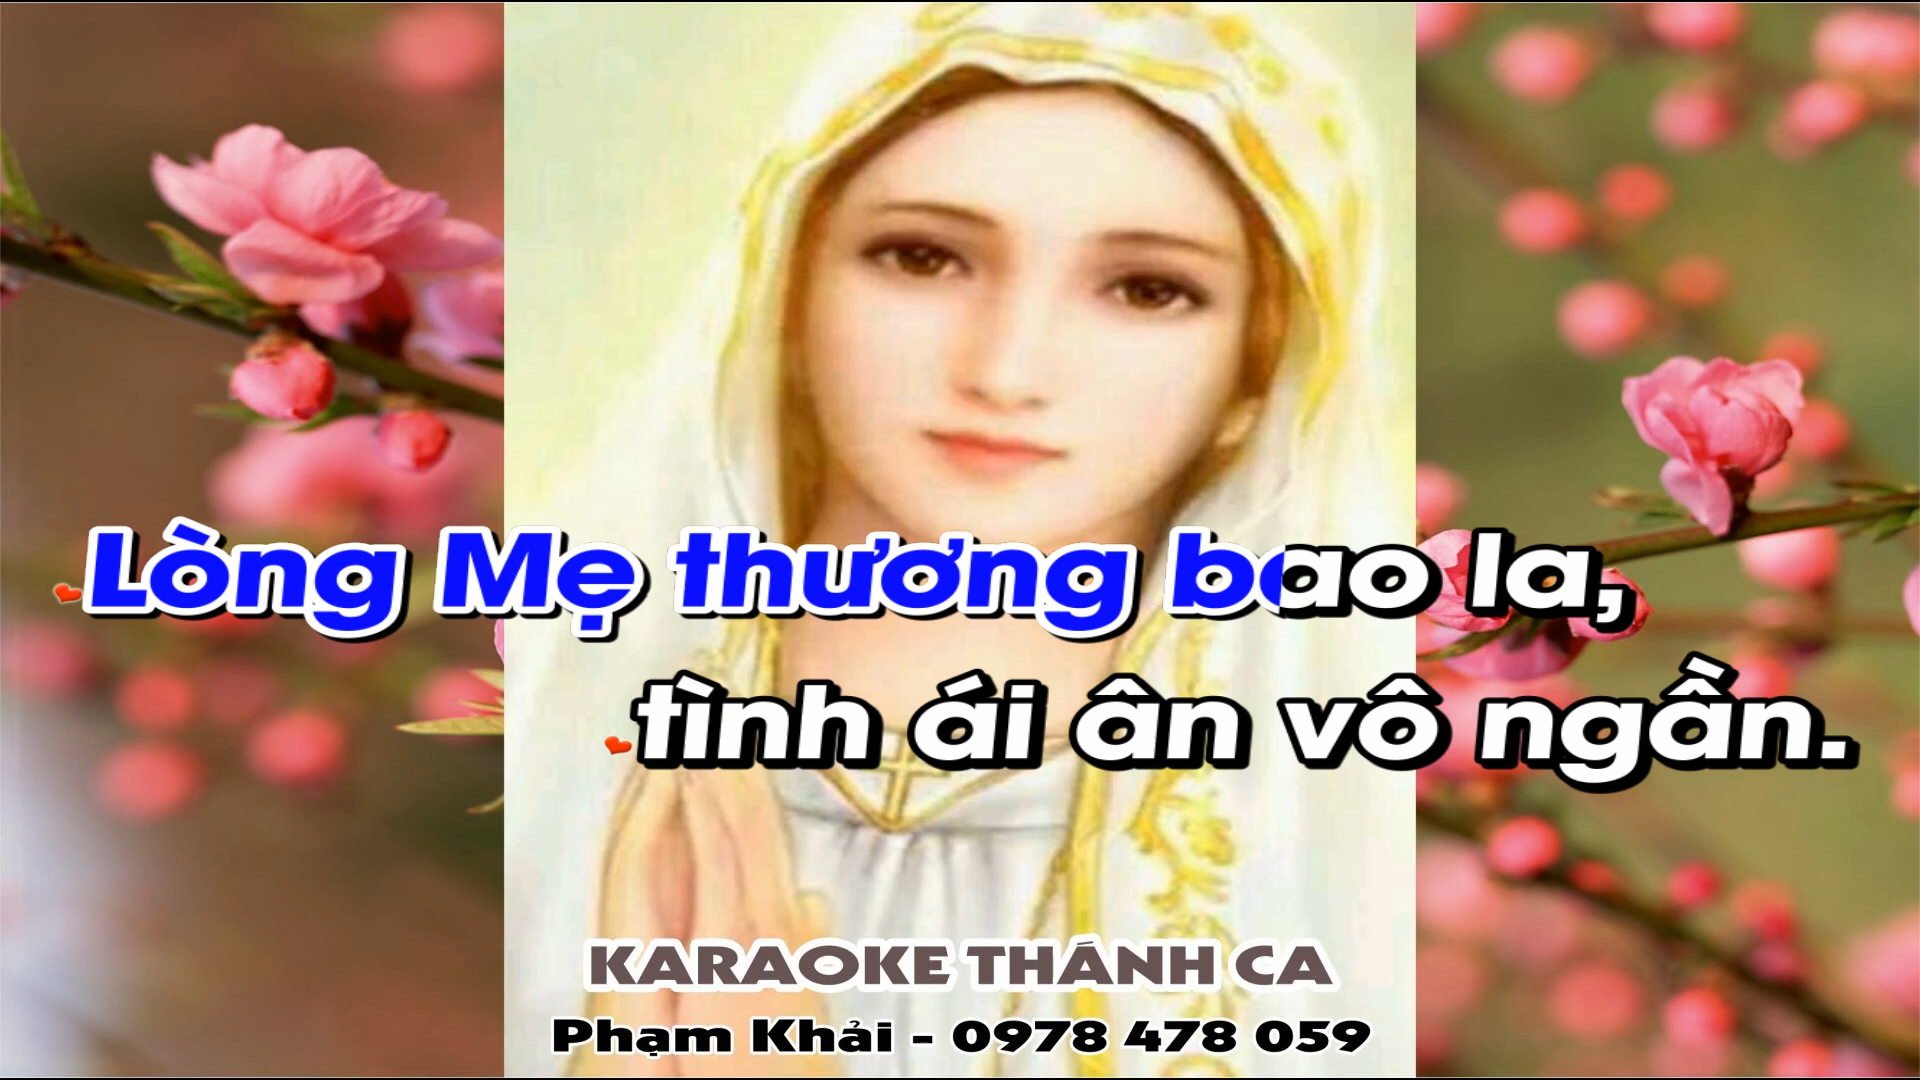 Lòng Mẹ thương bao la,
tình ái ân vô ngần.
KARAOKE THÁNH CA
Phạm Khải - 0978 478 059